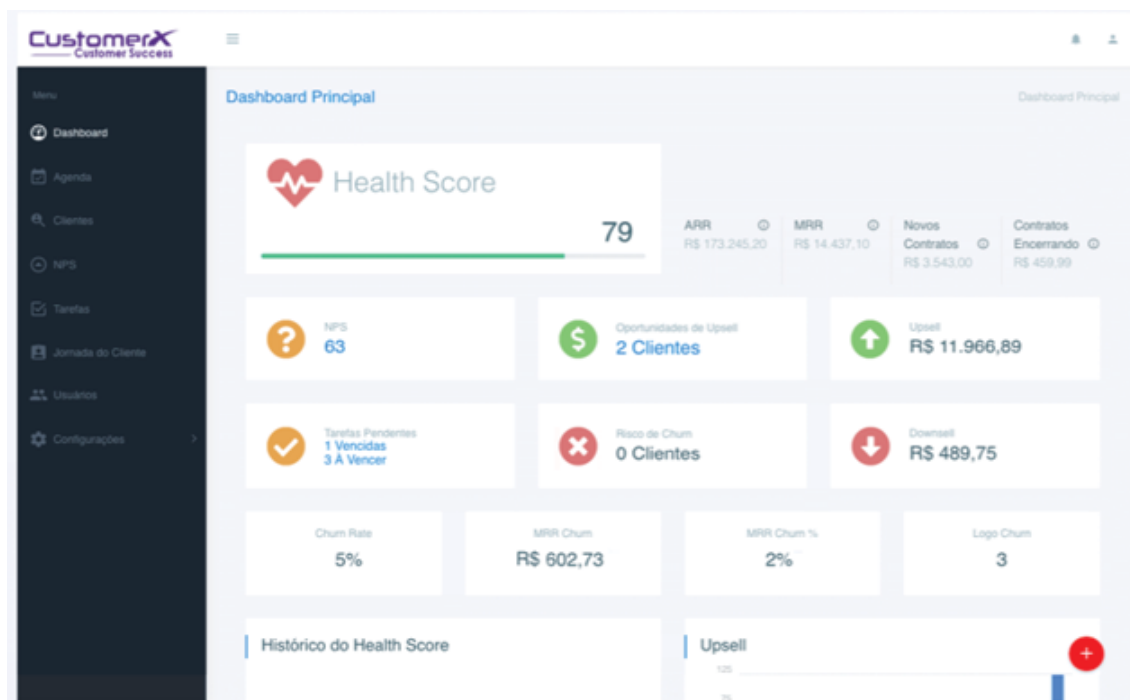 CustomerX
Customer Success
Menu
Dashboard
Agenda
Clientes
NPS
Tarefas
Jornada do Cliente
Usuários
Configurações
Dashboard Principal
Dashboard Principal
Health Score
79
ARR
R$ 173.245,20
MRR
R$ 14.437,10
Novos
Contratos
R$ 3.543,00
Contratos
Encerrando
R$ 459,99
NPS
63
Oportunidades de Upsell
2 Clientes
Upsell
R$ 11.966,89
Tarefas Pendentes
1 Vencidas
3 À Vencer
Risco de Churn
0 Clientes
Downsell
R$ 489,75
Churn Rate
5%
MRR Churn
R$ 602,73
MRR Churn %
2%
Logo Churn
3
Histórico do Health Score
Upsell
125
75